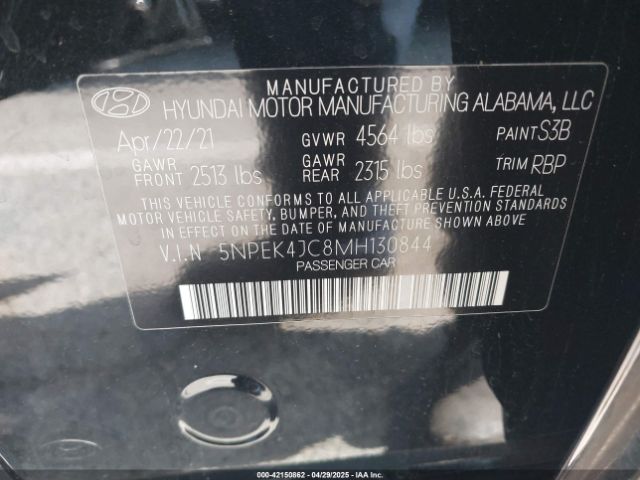 MANUFACTURED BY
HYUNDAI MOTOR MANUFACTURING ALABAMA, LLC
Apr/22/21 GVWR 4564 lbs PAINT S3B
GAWR FRONT 2513 lbs GAWR REAR 2315 lbs TRIM RBP
THIS VEHICLE CONFORMS TO ALL APPLICABLE U.S.A. FEDERAL
MOTOR VEHICLE SAFETY, BUMPER, AND THEFT PREVENTION STANDARDS
IN EFFECT ON THE DATE OF MANUFACTURE SHOWN ABOVE
V.I.N 5NPEK4JC8MH130844
PASSENGER CAR
000-42150862 - 04/29/2025 - IAAI.COM